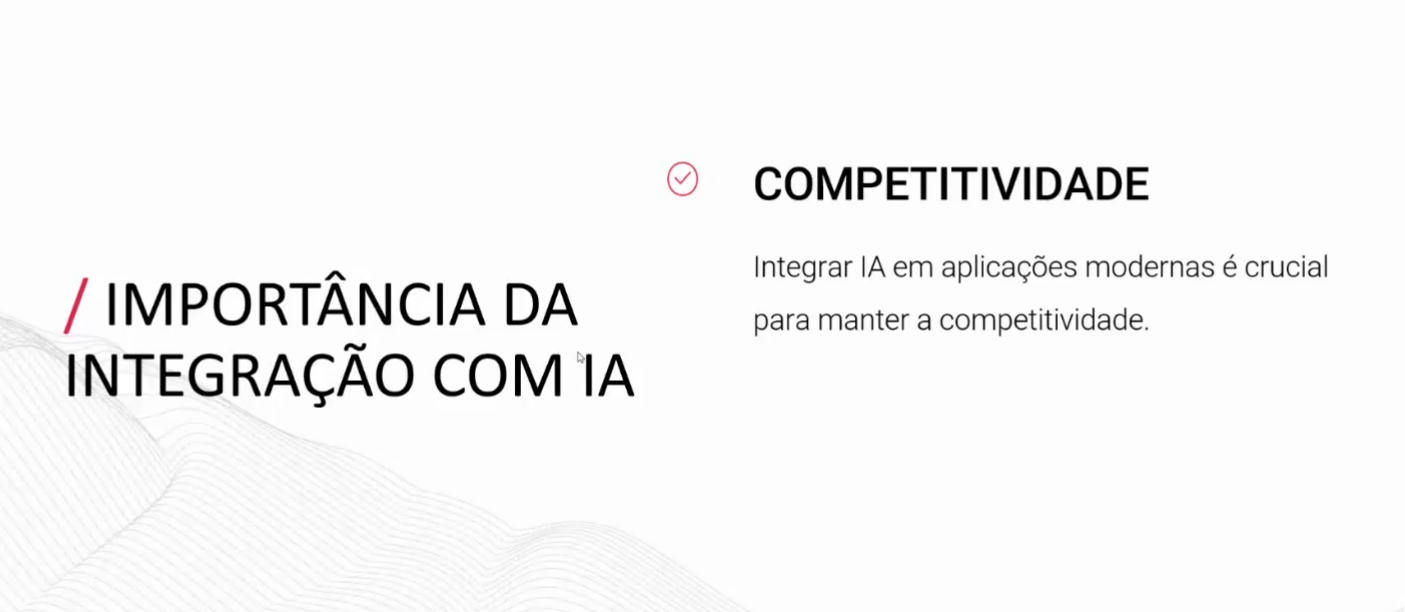 / IMPORTÂNCIA DA
INTEGRAÇÃO COM IA
COMPETITIVIDADE
Integrar IA em aplicações modernas é crucial
para manter a competitividade.